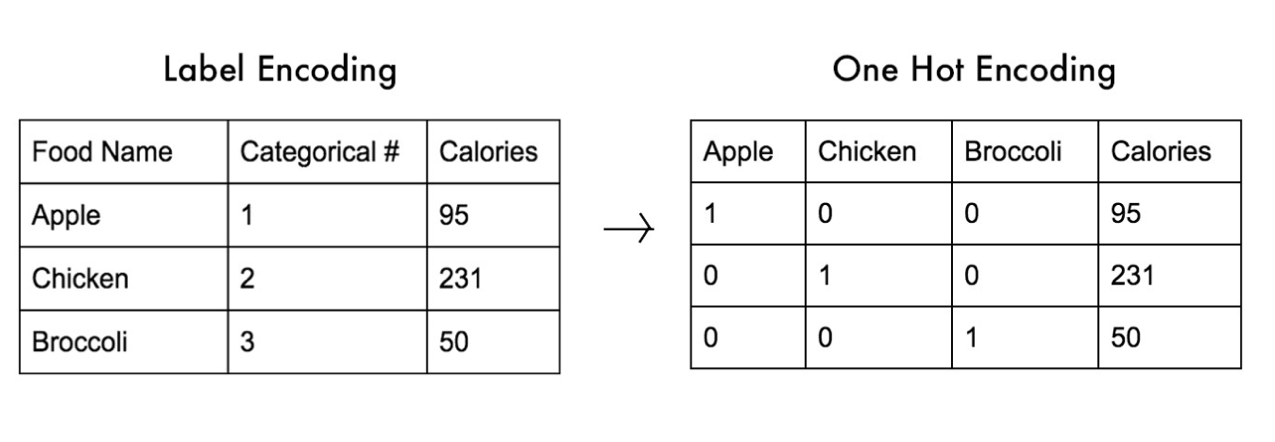 Label Encoding
Food Name Categorical # Calories
Apple 1 95
Chicken 2 231
Broccoli 3 50
One Hot Encoding
Apple Chicken Broccoli Calories
1 0 0 95
0 1 0 231
0 0 1 50